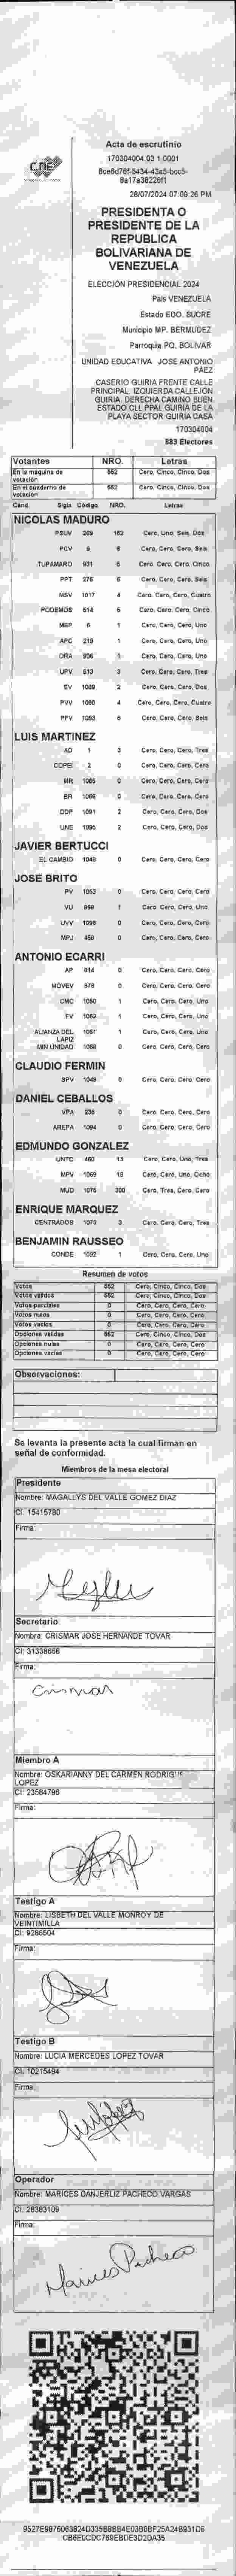 CNE
Acta de escrutinio
170304004.03.1.0001
28/07/2024 07:09:26 PM
PRESIDENTA O
PRESIDENTE DE LA
REPUBLICA
BOLIVARIANA DE
VENEZUELA
ELECCIÓN PRESIDENCIAL 2024
País VENEZUELA
Estado EDO. SUCRE
Municipio MP. BERMUDEZ
Parroquia PQ. BOLIVAR
UNIDAD EDUCATIVA JOSE ANTONIO
PÁEZ
CASERIO GUIRIA FRENTE CALLE
PRINCIPAL. IZQUIERDA CALLEJON
GUIRIA. DERECHA CAMINO BUEN
ESTADO CLL PPAL GUIRIA DE LA
PLAYA SECTOR GUIRIA CASA
170304004
883 Electores
Votantes NRO. Letras
En la maquina de votación 552 Cero, Cinco, Cinco, Dos
En el cuaderno de votación 552 Cero, Cinco, Cinco, Dos
Cand. Sigla Código NRO. Letras
NICOLAS MADURO
PSUV 269 162 Cero, Uno, Seis, Dos
PCV 9 6 Cero, Cero, Cero, Seis
TUPAMARO 931 5 Cero, Cero, Cero, Cinco
PPT 276 6 Cero, Cero, Cero, Seis
MSV 1017 4 Cero, Cero, Cero, Cuatro
PODEMOS 514 5 Cero, Cero, Cero, Cinco
MEP 6 1 Cero, Cero, Cero, Uno
APC 219 1 Cero, Cero, Cero, Uno
ORA 906 1 Cero, Cero, Cero, Uno
UPV 513 3 Cero, Cero, Cero, Tres
EV 1089 2 Cero, Cero, Cero, Dos
PVV 1090 4 Cero, Cero, Cero, Cuatro
PFV 1093 6 Cero, Cero, Cero, Seis
LUIS MARTINEZ
AD 1 3 Cero, Cero, Cero, Tres
COPEI 2 0 Cero, Cero, Cero, Cero
MR 1065 0 Cero, Cero, Cero, Cero
BR 1068 0 Cero, Cero, Cero, Cero
DDP 1091 2 Cero, Cero, Cero, Dos
UNE 1095 2 Cero, Cero, Cero, Dos
JAVIER BERTUCCI
EL CAMBIO 1048 0 Cero, Cero, Cero, Cero
JOSE BRITO
PV 1053 0 Cero, Cero, Cero, Cero
VU 968 1 Cero, Cero, Cero, Uno
UVV 1096 0 Cero, Cero, Cero, Cero
MPJ 458 0 Cero, Cero, Cero, Cero
ANTONIO ECARRI
AP 914 0 Cero, Cero, Cero, Cero
MOVEV 978 0 Cero, Cero, Cero, Cero
CMC 1050 1 Cero, Cero, Cero, Uno
FV 1062 1 Cero, Cero, Cero, Uno
ALIANZA DEL LÁPIZ 1051 1 Cero, Cero, Cero, Uno
MIN UNIDAD 1058 0 Cero, Cero, Cero, Cero
CLAUDIO FERMIN
SPV 1049 0 Cero, Cero, Cero, Cero
DANIEL CEBALLOS
VPA 236 0 Cero, Cero, Cero, Cero
AREPA 1094 0 Cero, Cero, Cero, Cero
EDMUNDO GONZALEZ
UNTC 460 13 Cero, Cero, Uno, Tres
MPV 1069 18 Cero, Cero, Uno, Ocho
MUD 1075 300 Cero, Tres, Cero, Cero
ENRIQUE MARQUEZ
CENTRADOS 1073 3 Cero, Cero, Cero, Tres
BENJAMIN RAUSSEO
CONDE 1092 1 Cero, Cero, Cero, Uno
Resumen de votos
Votos 552 Cero, Cinco, Cinco, Dos
Votos validos 552 Cero, Cinco, Cinco, Dos
Votos parciales 0 Cero, Cero, Cero, Cero
Votos nulos 0 Cero, Cero, Cero, Cero
Votos vacíos 0 Cero, Cero, Cero, Cero
Opciones válidas 552 Cero, Cinco, Cinco, Dos
Opciones nulas 0 Cero, Cero, Cero, Cero
Opciones vacías 0 Cero, Cero, Cero, Cero
Observaciones:
Se levanta la presente acta la cual firman en
señal de conformidad.
Miembros de la mesa electoral
Presidente
Nombre: MAGALLYS DEL VALLE GOMEZ DIAZ
CI: 15415780
Firma:
Secretario
Nombre: CRISMAR JOSE HERNANDE TOVAR
CI: 31338666
Firma:
Crismar
Miembro A
Nombre: OSKARIANNY DEL CARMEN
LOPEZ
CI: 23584796
Firma:
Testigo A
Nombre: LISBETH DEL VALLE MONROY DE
VEINTIMILLA
CI: 9286504
Firma:
Testigo B
Nombre: LUCIA MERCEDES LOPEZ TOVAR
CI: 10215494
Firma:
Operador
Nombre: MARICES DANJERLIZ PACHECO VARGAS
CI: 28383109
Firma:
Marices Pacheco